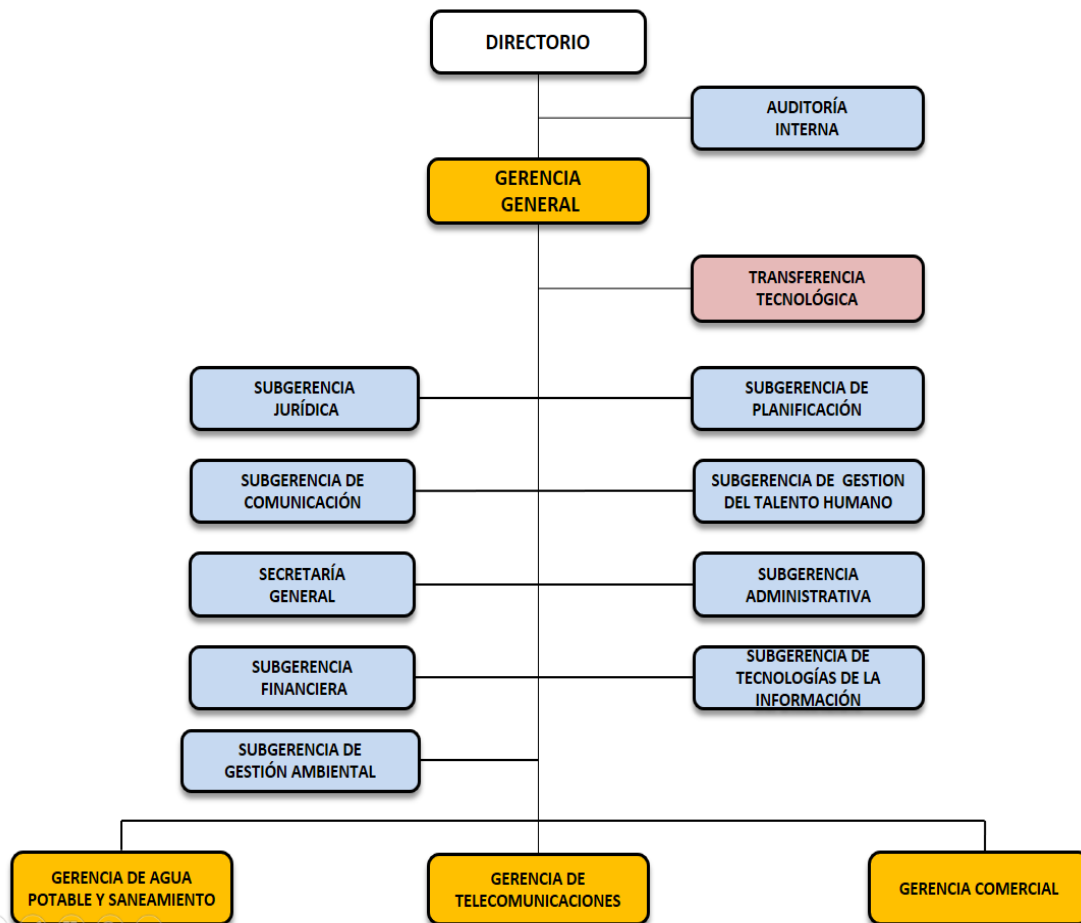 DIRECTORIO
AUDITORÍA
INTERNA
GERENCIA
GENERAL
TRANSFERENCIA
TECNOLÓGICA
SUBGERENCIA
JURÍDICA
SUBGERENCIA DE
PLANIFICACIÓN
SUBGERENCIA DE
COMUNICACIÓN
SUBGERENCIA DE GESTION
DEL TALENTO HUMANO
SECRETARÍA
GENERAL
SUBGERENCIA
ADMINISTRATIVA
SUBGERENCIA
FINANCIERA
SUBGERENCIA DE
TECNOLOGÍAS DE LA
INFORMACIÓN
SUBGERENCIA DE
GESTIÓN AMBIENTAL
GERENCIA DE AGUA
POTABLE Y SANEAMIENTO
GERENCIA DE
TELECOMUNICACIONES
GERENCIA COMERCIAL